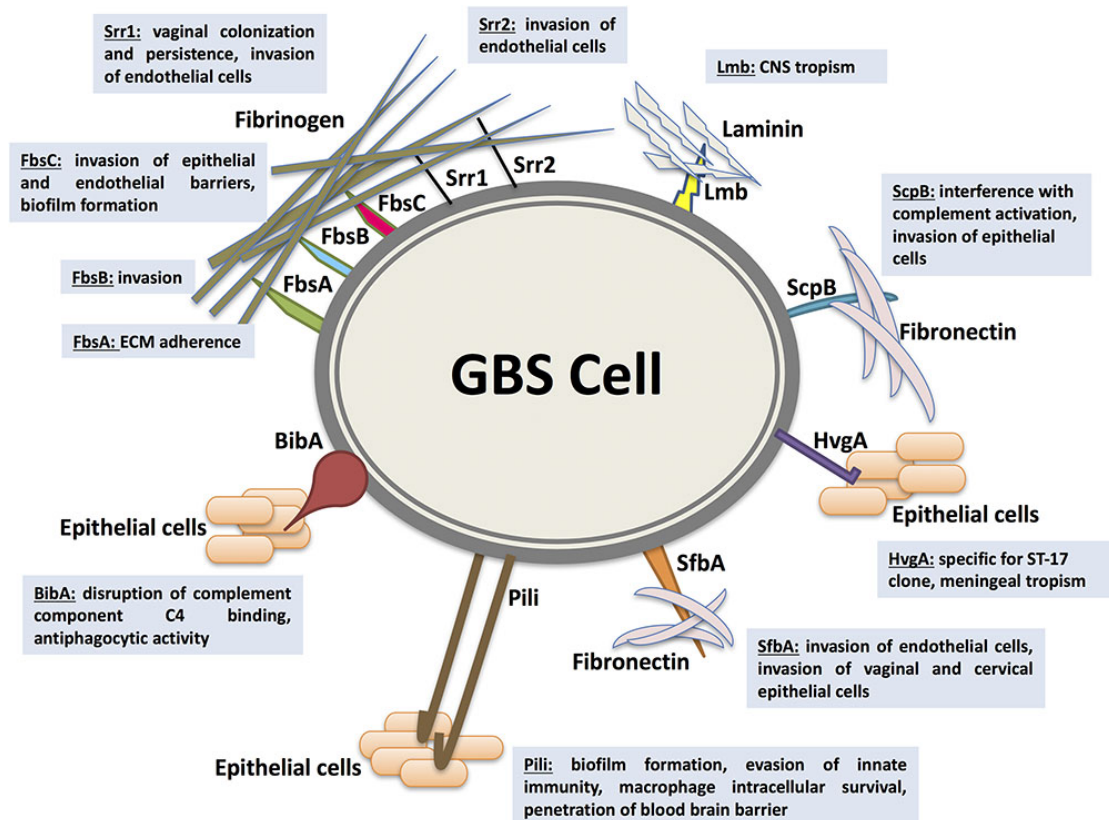 Srr1: vaginal colonization
and persistence, invasion
of endothelial cells
Srr2: invasion of
endothelial cells
Lmb: CNS tropism
Fibrinogen
Laminin
FbsC: invasion of epithelial
and endothelial barriers,
biofilm formation
Srr1
Srr2
Lmb
ScpB: interference with
complement activation,
invasion of epithelial
cells
FbsC
FbsB
FbsA
FbsB: invasion
FbsA: ECM adherence
ScpB
Fibronectin
GBS Cell
BibA
HvgA
Epithelial cells
Epithelial cells
BibA: disruption of complement
component C4 binding,
antiphagocytic activity
HvgA: specific for ST-17
clone, meningeal tropism
Pili
SfbA
Fibronectin
SfbA: invasion of endothelial cells,
invasion of vaginal and cervical
epithelial cells
Epithelial cells
Pili: biofilm formation, evasion of innate
immunity, macrophage intracellular survival,
penetration of blood brain barrier